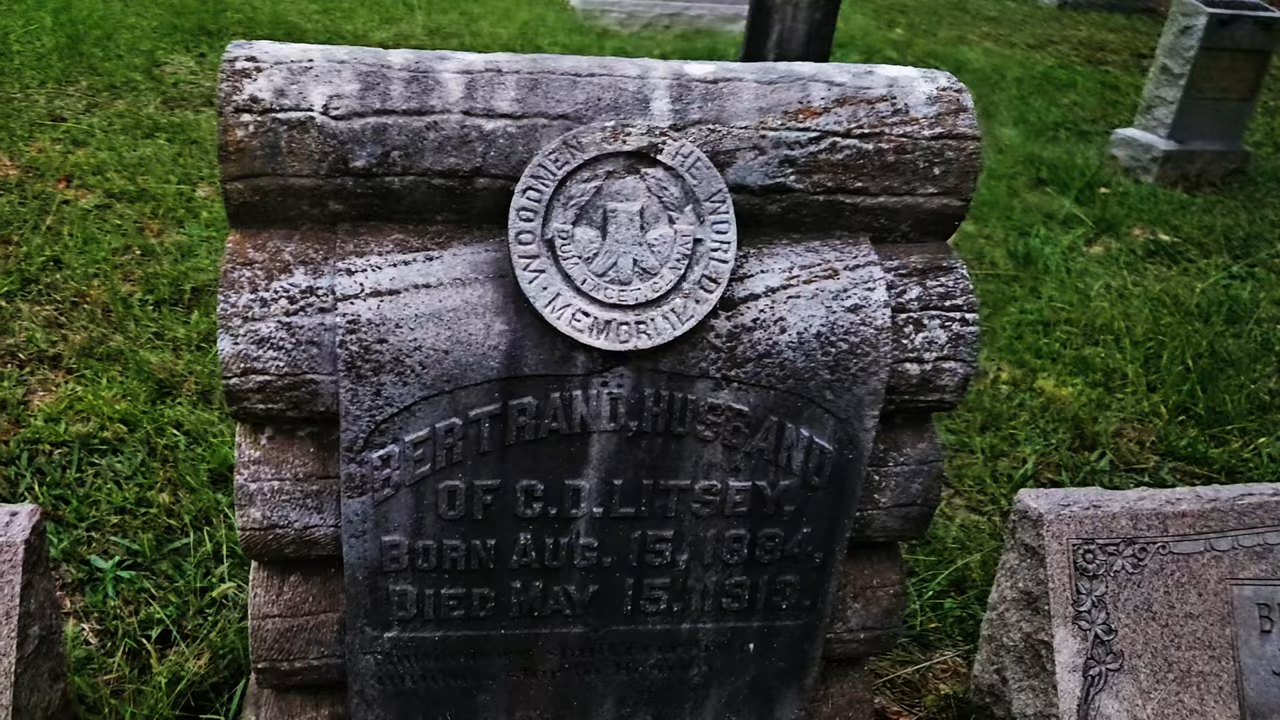 WOODMEN THE WORLD
MEMORIAL
DUM TACET CLAMAT
BERTRAND, HUSBAND
OF C.D. LITSEY.
BORN AUG. 15, 1884.
DIED MAY 15, 1913.